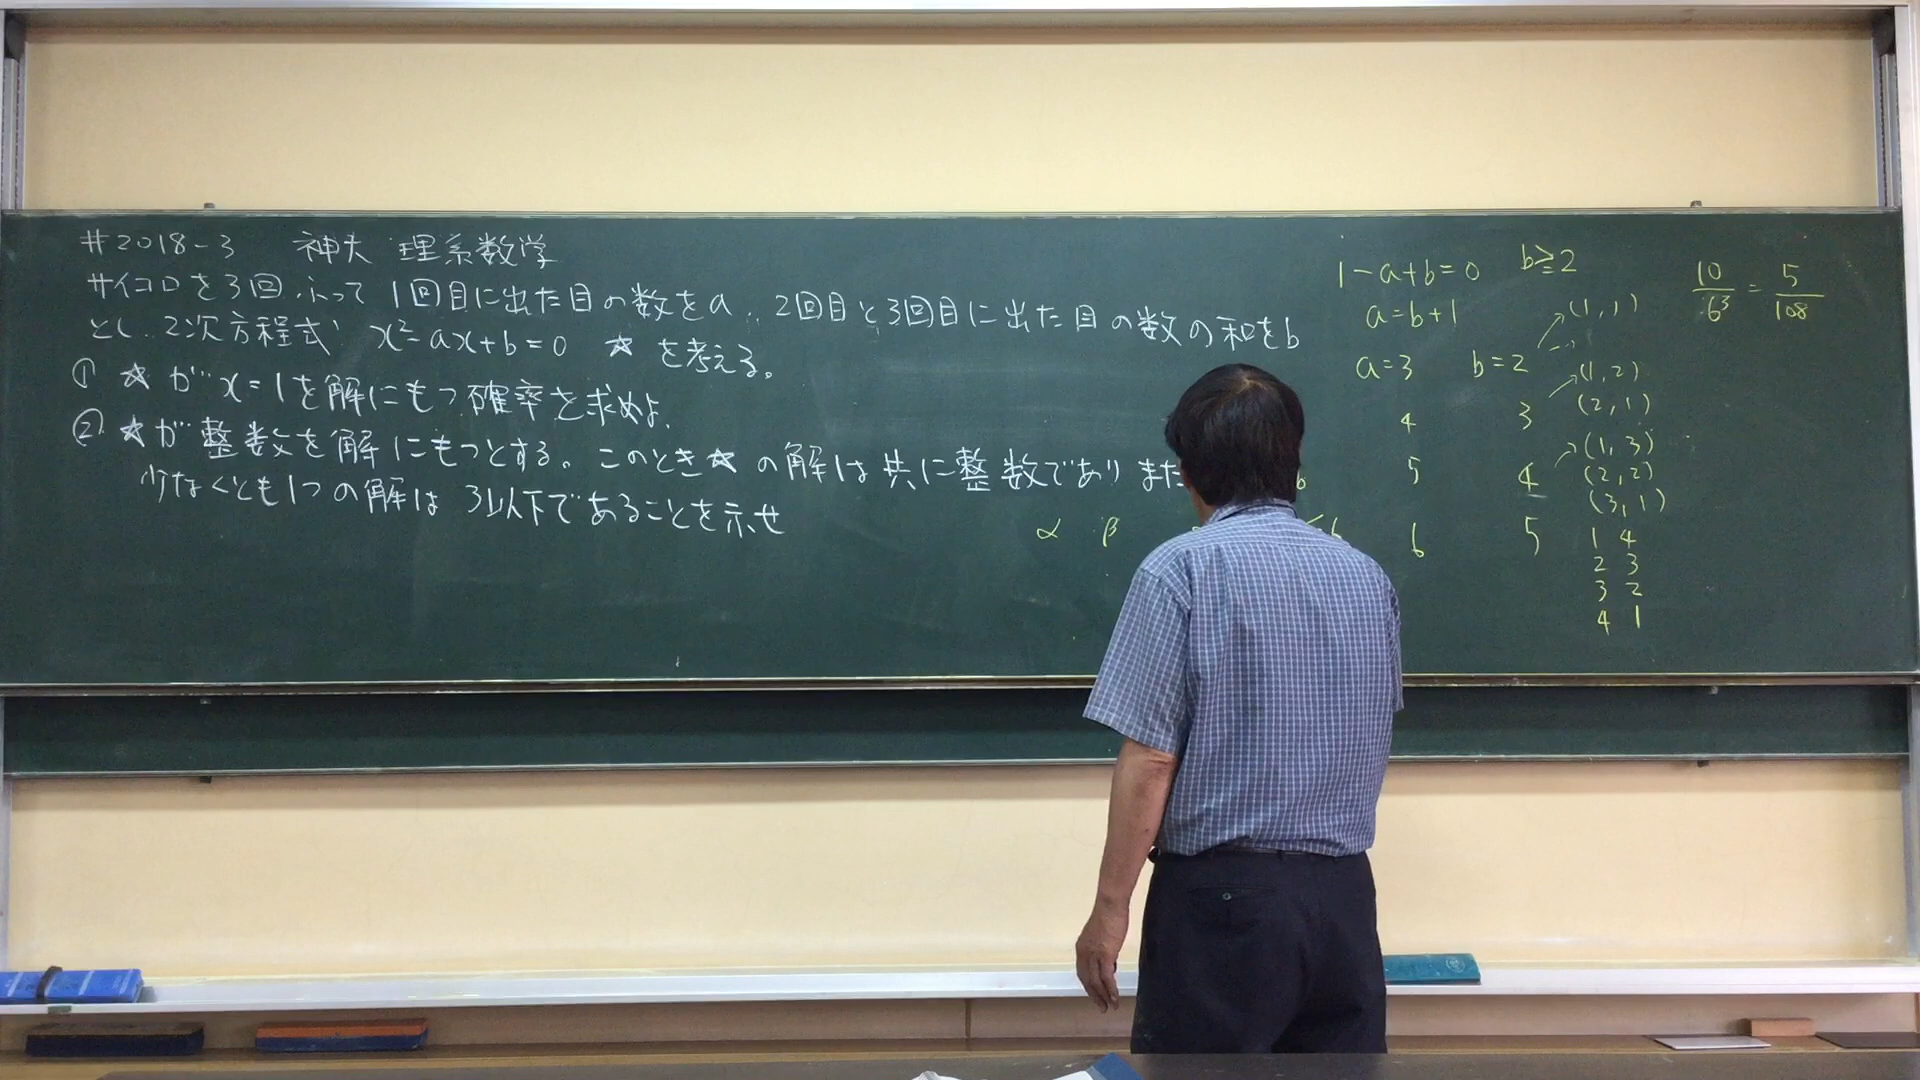 #2018-3 神大 理系数学
サイコロを3回ふって 1回目に出た目の数をa, 2回目と3回目に出た目の数の和をb
とし, 2次方程式 x²-ax+b=0 ☆ を考える。
① ☆が x=1を解にもつ確率を求めよ.
② ☆が整数を解にもつとする。このとき☆の解は共に整数でありまた
少なくとも1つの解は 3以下であることを示せ
α β
6
1-a+b=0 b≧2
a=b+1
a=3 b=2 (1,1)
4 3 (1,2)
(2,1)
5 4 (1,3)
(2,2)
(3,1)
6 5 1 4
2 3
3 2
4 1
10/6³ = 5/108